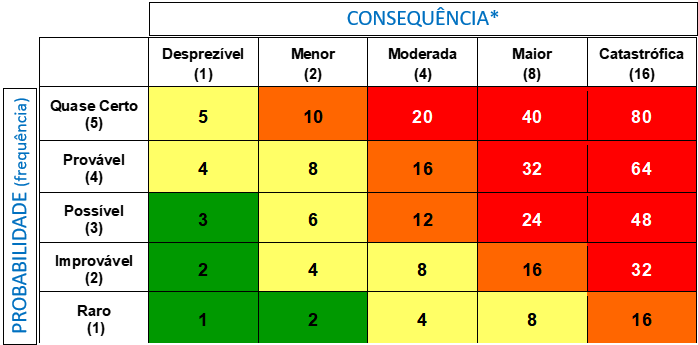 CONSEQUÊNCIA*
Desprezível Menor Moderada Maior Catastrófica
(1) (2) (4) (8) (16)
PROBABILIDADE (frequência)
Quase Certo
(5)
5 10 20 40 80
Provável
(4)
4 8 16 32 64
Possível
(3)
3 6 12 24 48
Improvável
(2)
2 4 8 16 32
Raro
(1)
1 2 4 8 16